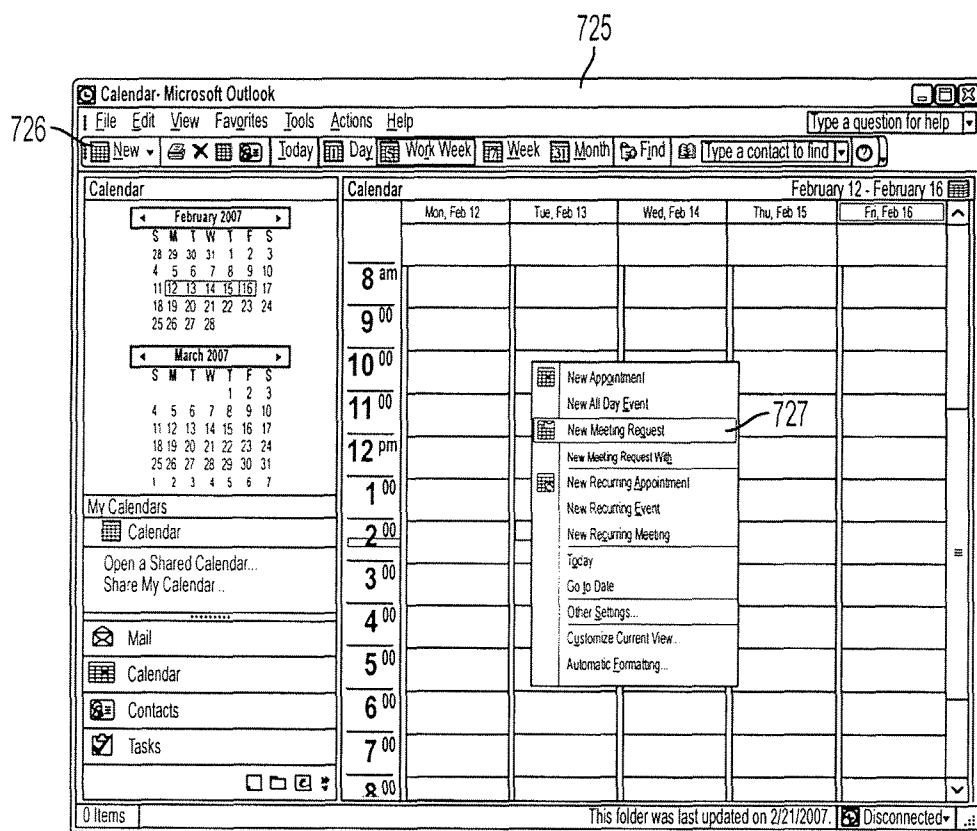 725
Calendar- Microsoft Outlook
File Edit View Favorites Tools Actions Help
Type a question for help
726
New Today Day Work Week Week 31 Month Find Type a contact to find
Calendar
February 2007
S M T W T F S
28 29 30 31 1 2 3
4 5 6 7 8 9 10
11 12 13 14 15 16 17
18 19 20 21 22 23 24
25 26 27 28
March 2007
S M T W T F S
1 2 3
4 5 6 7 8 9 10
11 12 13 14 15 16 17
18 19 20 21 22 23 24
25 26 27 28 29 30 31
1 2 3 4 5 6 7
My Calendars
Calendar
Open a Shared Calendar...
Share My Calendar...
Mail
Calendar
Contacts
Tasks
Calendar February 12 - February 16
Mon, Feb 12 Tue, Feb 13 Wed, Feb 14 Thu, Feb 15 Fri, Feb 16
8 am
9 00
10 00
11 00
12 pm
1 00
2 00
3 00
4 00
5 00
6 00
7 00
8 00
New Appointment
New All Day Event
New Meeting Request
727
New Meeting Request With
New Recurring Appointment
New Recurring Event
New Recurring Meeting
Today
Go to Date
Other Settings...
Customize Current View...
Automatic Formatting...
0 Items
This folder was last updated on 2/21/2007.
Disconnected